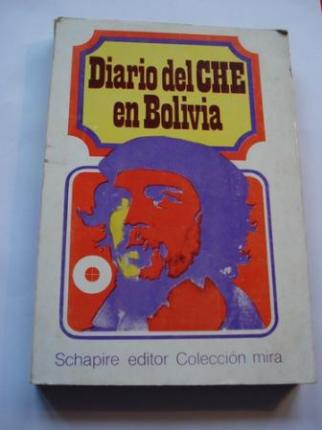 Diario del CHE
en Bolivia
Schapire editor Colección mira